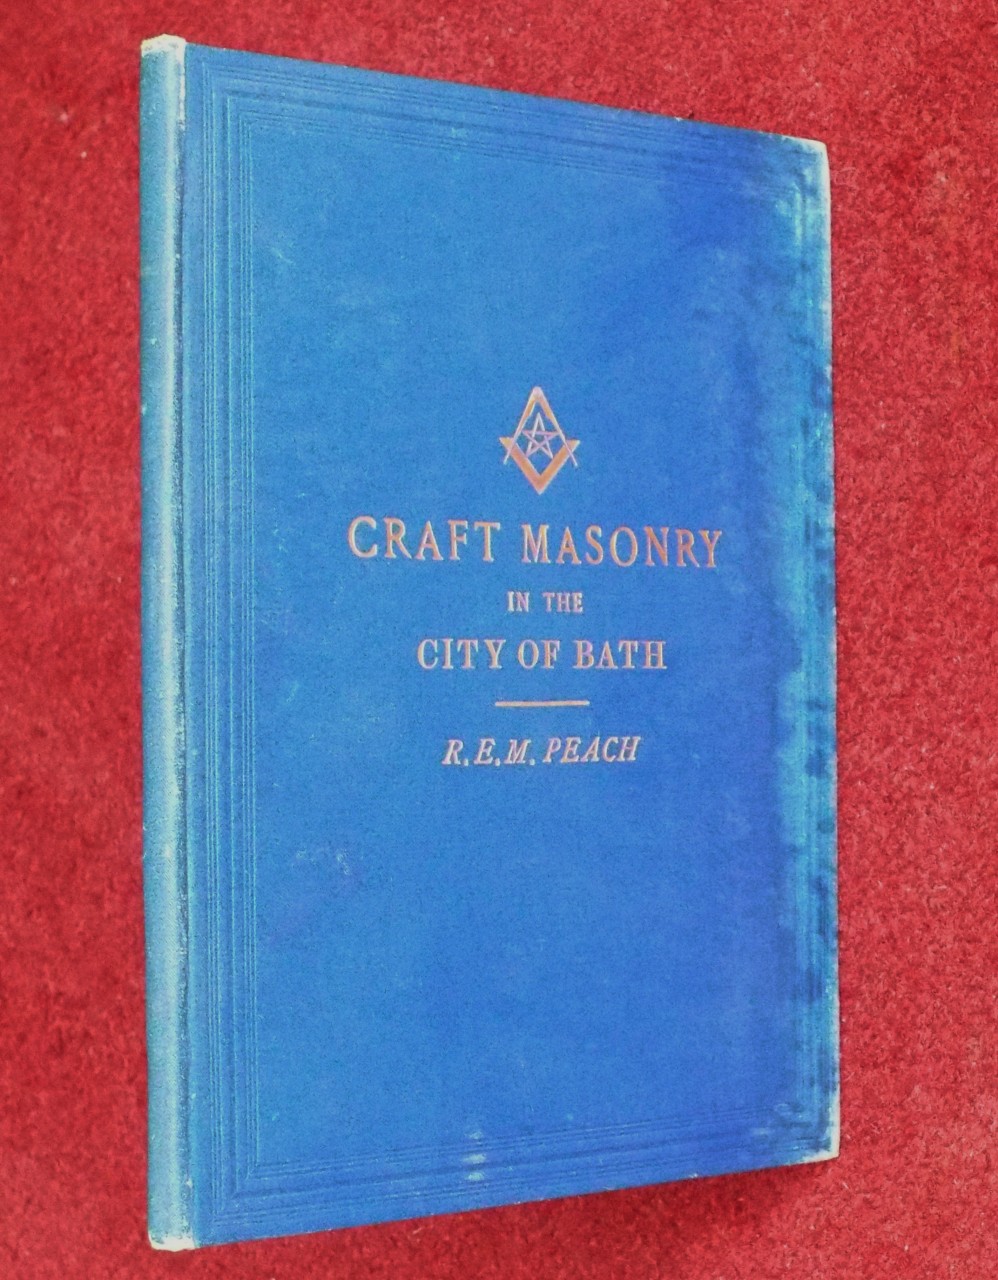 CRAFT MASONRY
IN THE
CITY OF BATH
R.E.M. PEACH